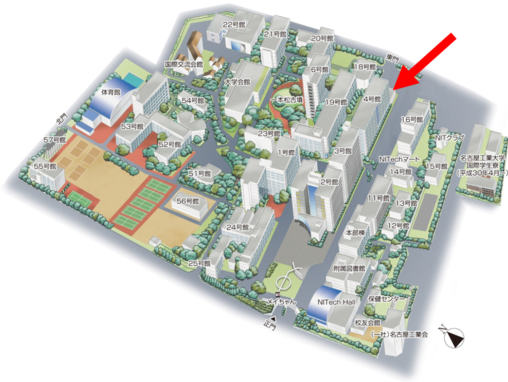 22号館
21号館
20号館
東門
国際交流会館
大学会館
6号館
18号館
体育館
54号館
本松古墳
19号館
4号館
北門
53号館
23号館
16号館
NITクラブ
57号館
52号館
1号館
3号館
NITechマート
15号館
名古屋工業大学
国際学生寮
(平成30年4月~)
55号館
51号館
2号館
14号館
56号館
11号館
13号館
24号館
本部棟
12号館
25号館
附属図書館
メイちゃん
NITech Hall
保健センター
正門
校友会館
(一社)名古屋工業会